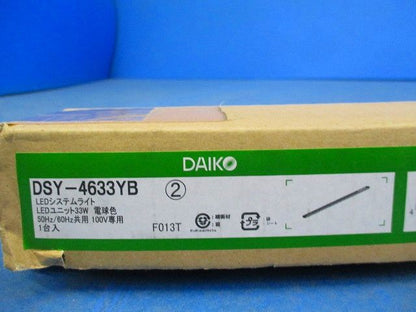 DAIKO
DSY-4633YB ②
LEDシステムライト
LEDユニット33W 電球色
50Hz/60Hz共用 100V専用
1台入
F013T
プラ